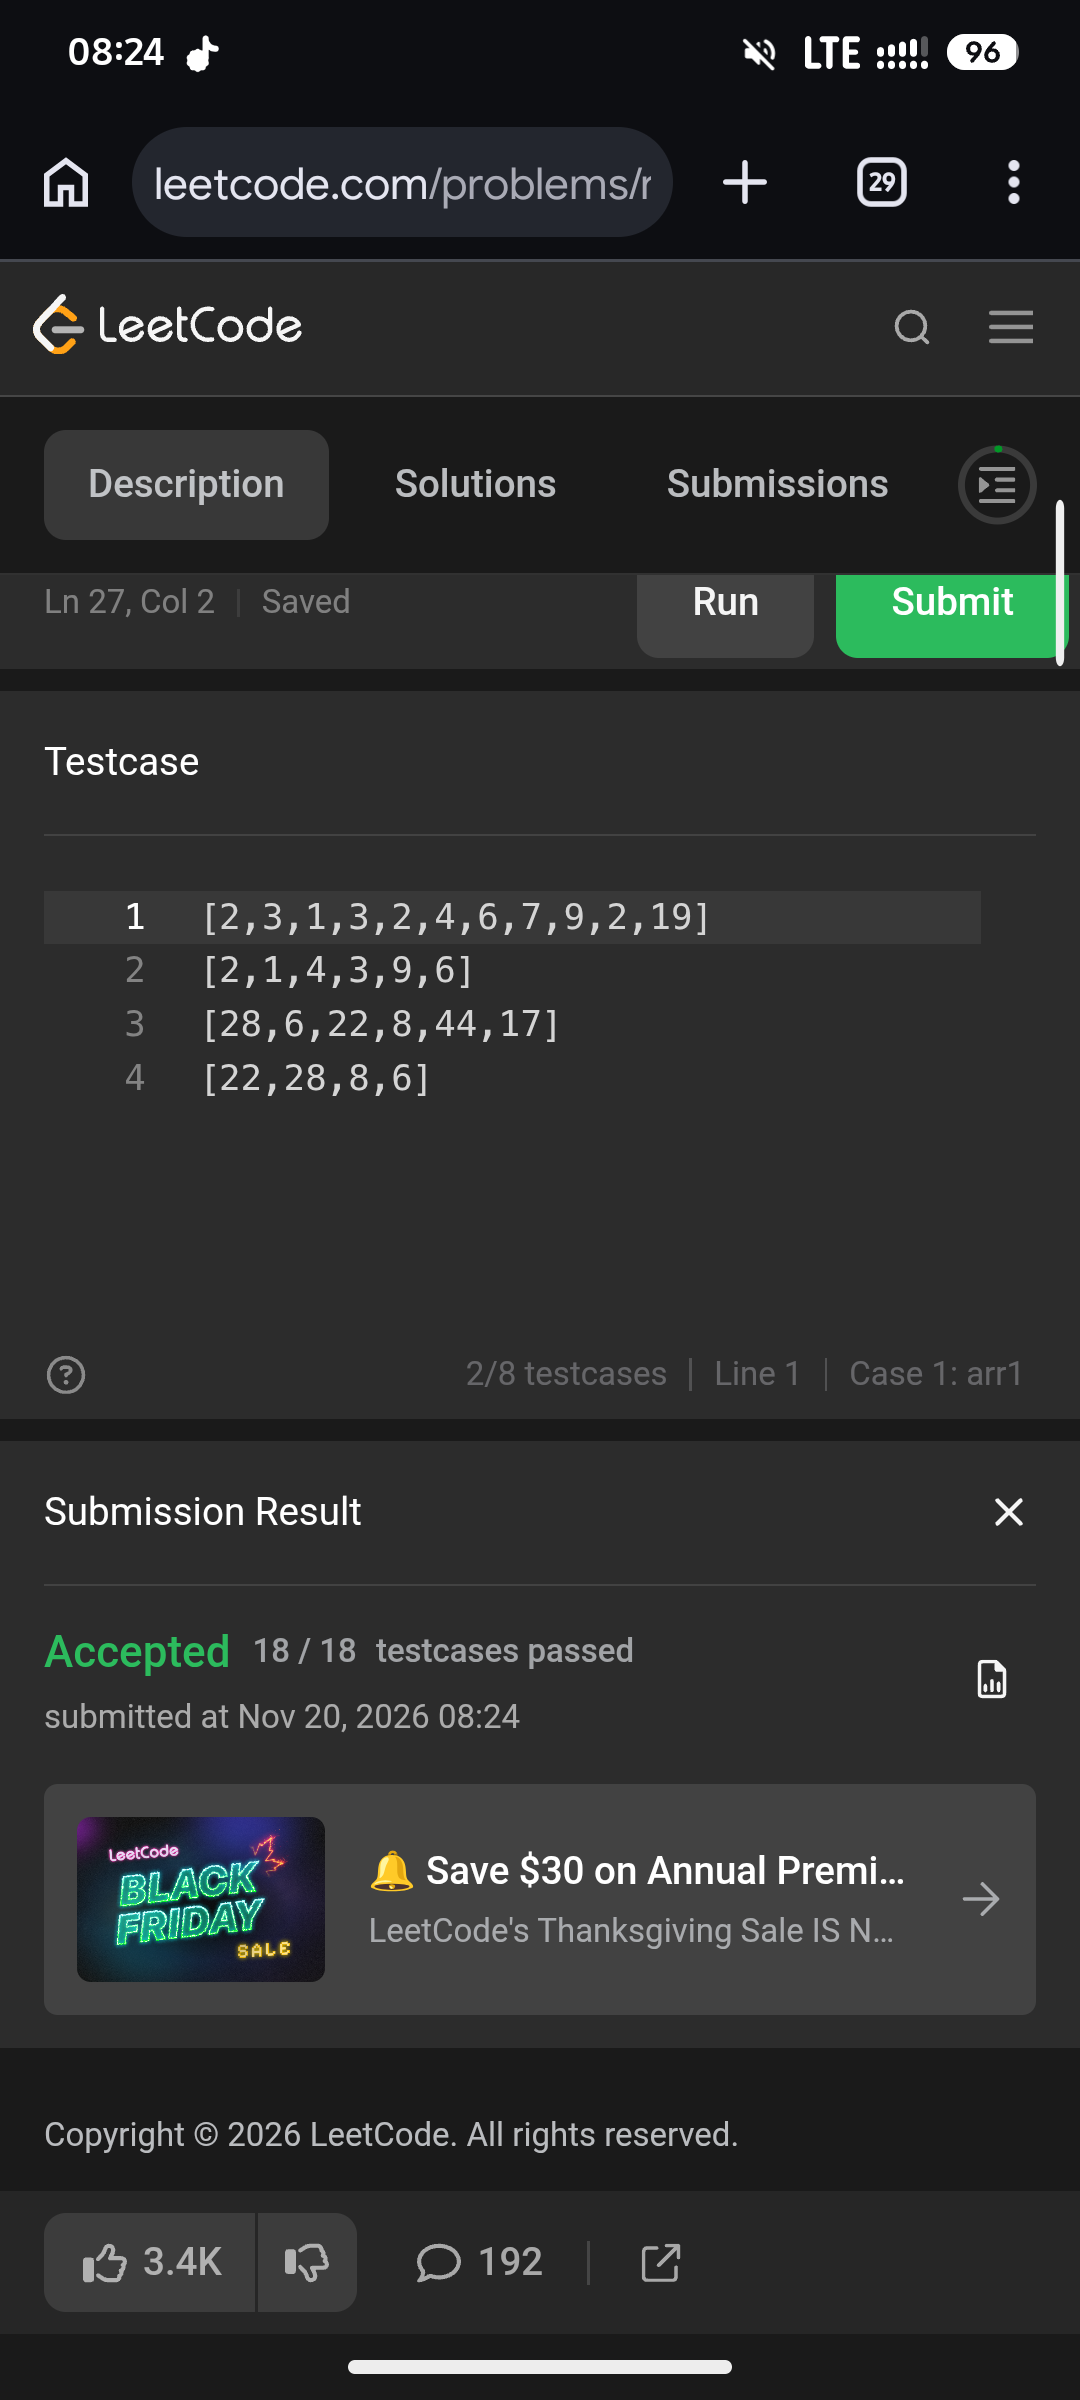 08:24
LTE
96
leetcode.com/problems/r
29
LeetCode
Description
Solutions
Submissions
Ln 27, Col 2 | Saved
Run
Submit
Testcase
1 [2,3,1,3,2,4,6,7,9,2,19]
2 [2,1,4,3,9,6]
3 [28,6,22,8,44,17]
4 [22,28,8,6]
2/8 testcases | Line 1 | Case 1: arr1
Submission Result
Accepted 18 / 18 testcases passed
submitted at Nov 20, 2026 08:24
LeetCode
BLACK
FRIDAY
SALE
🔔 Save $30 on Annual Premi...
LeetCode's Thanksgiving Sale IS N...
Copyright © 2026 LeetCode. All rights reserved.
3.4K
192